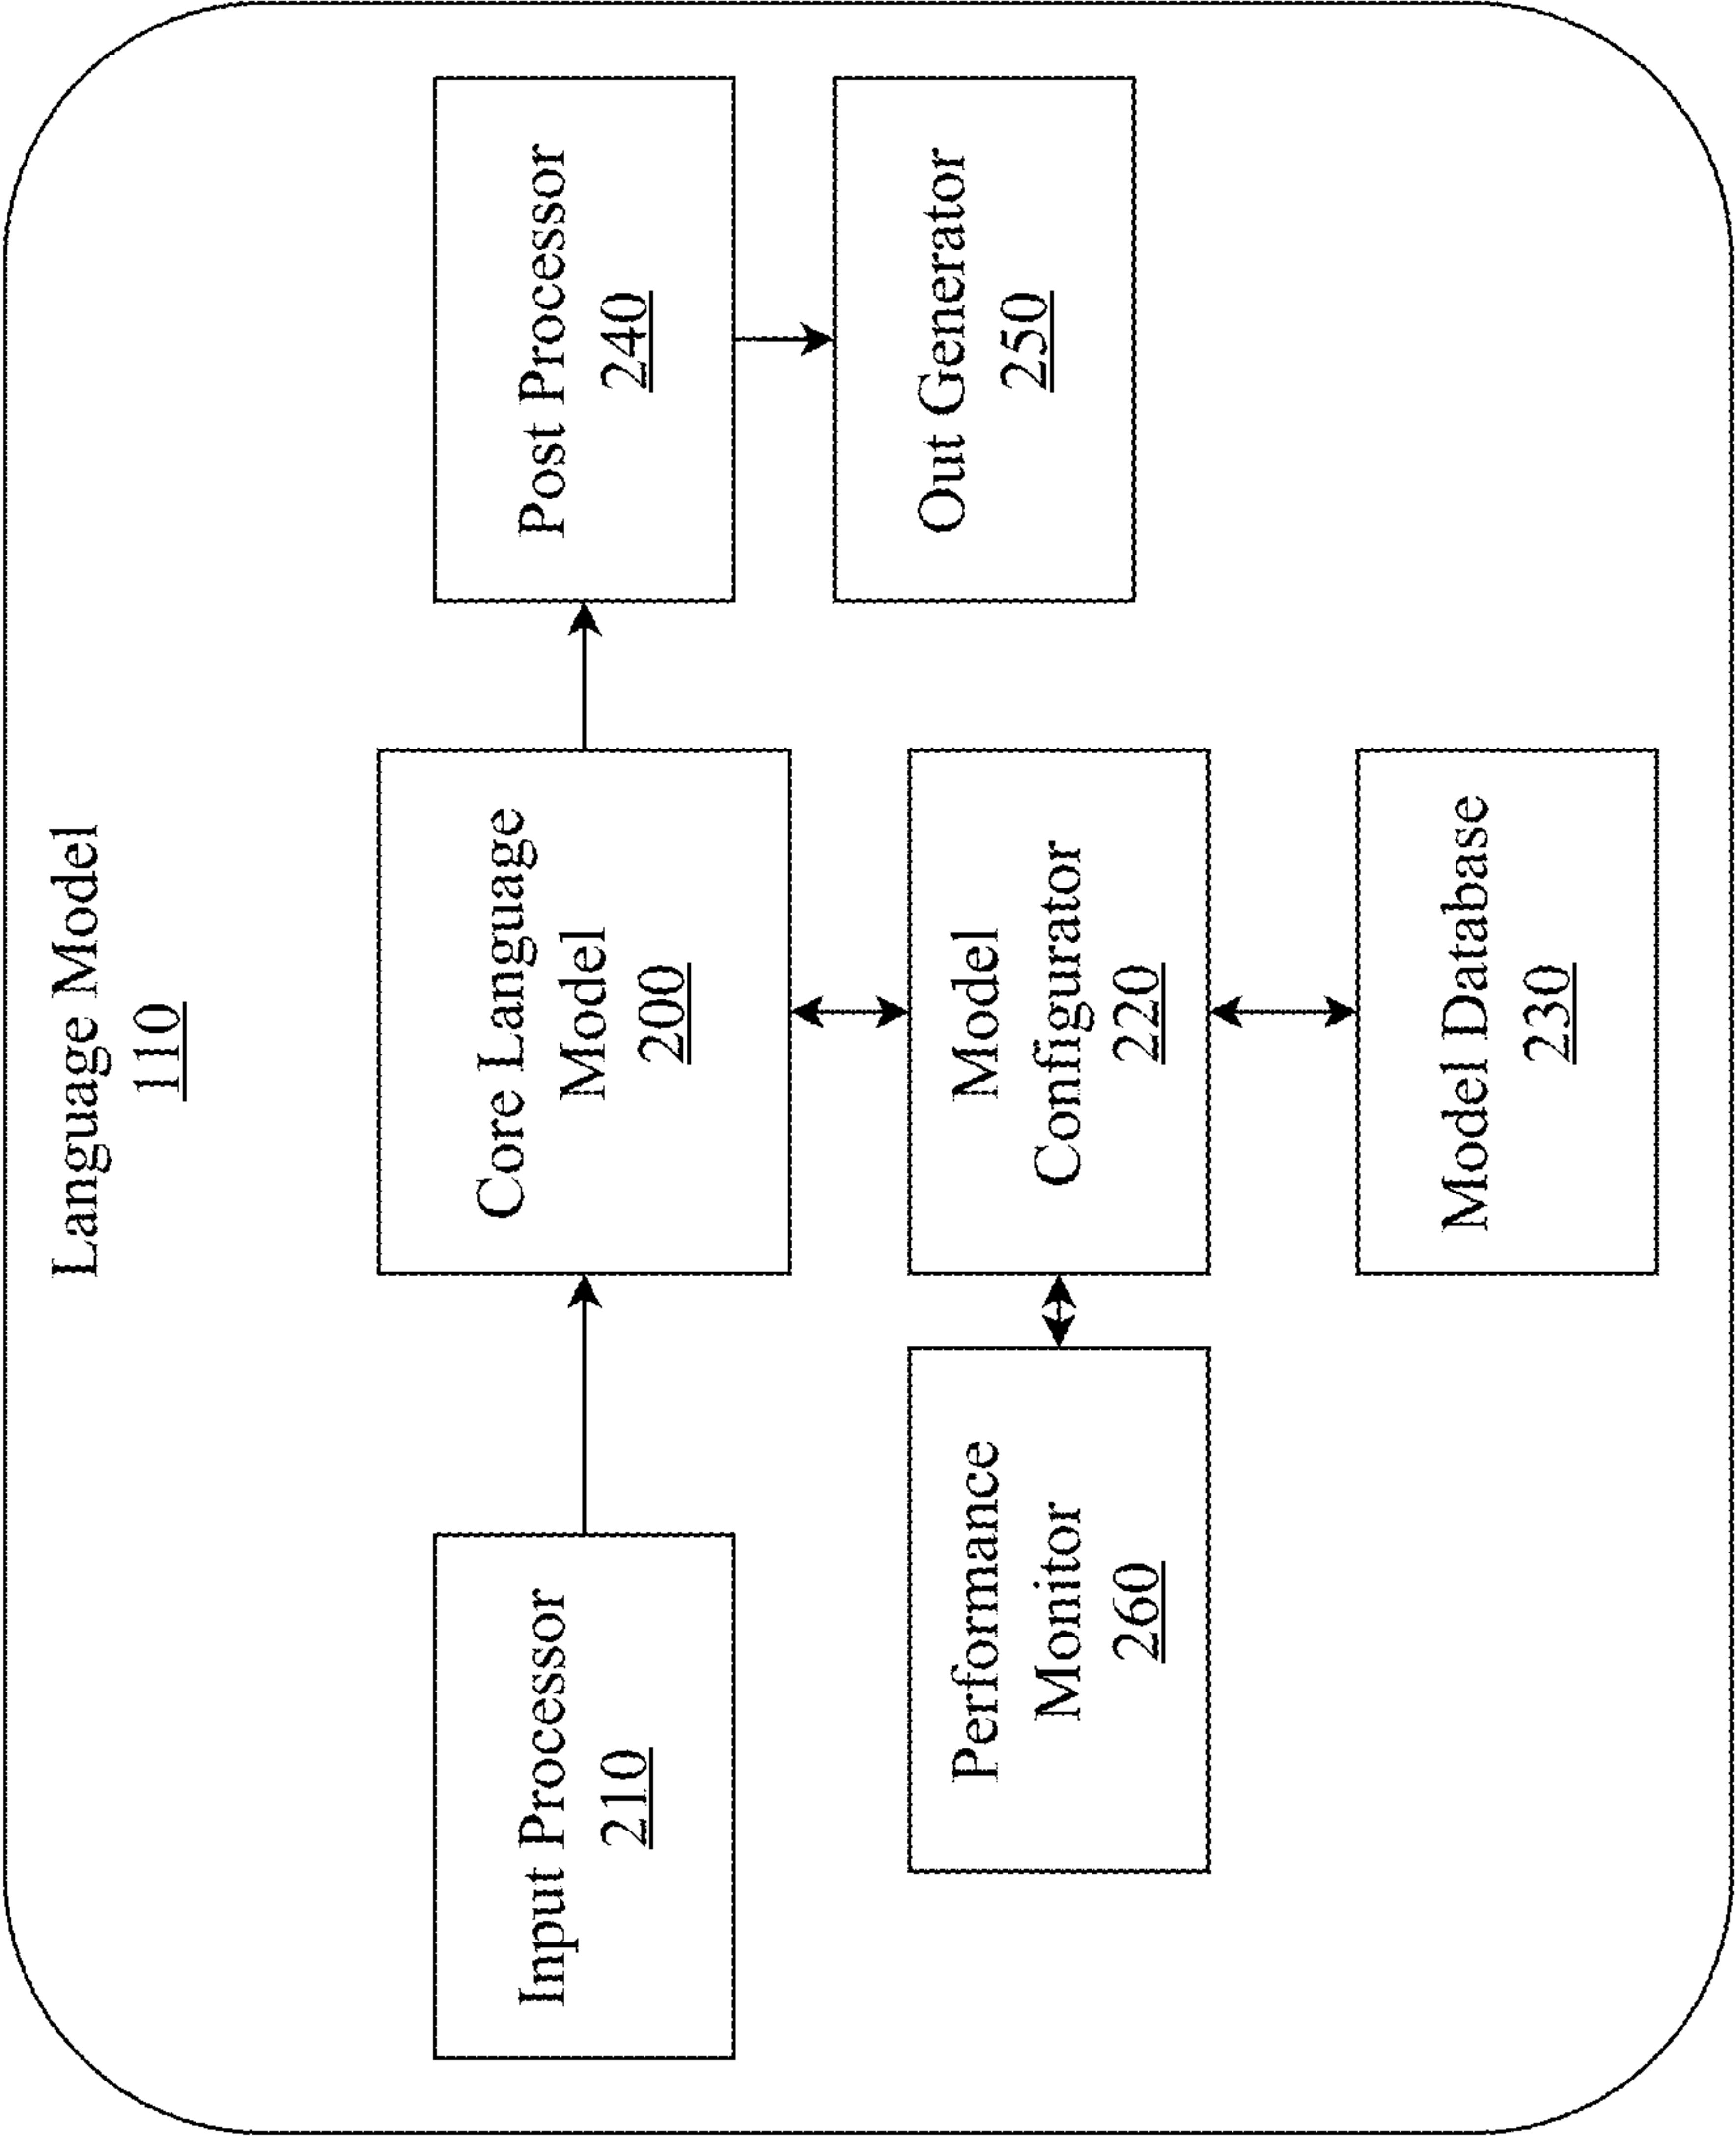 Language Model
110
Input Processor
210
Core Language
Model
200
Post Processor
240
Performance
Monitor
260
Model
Configurator
220
Out Generator
250
Model Database
230